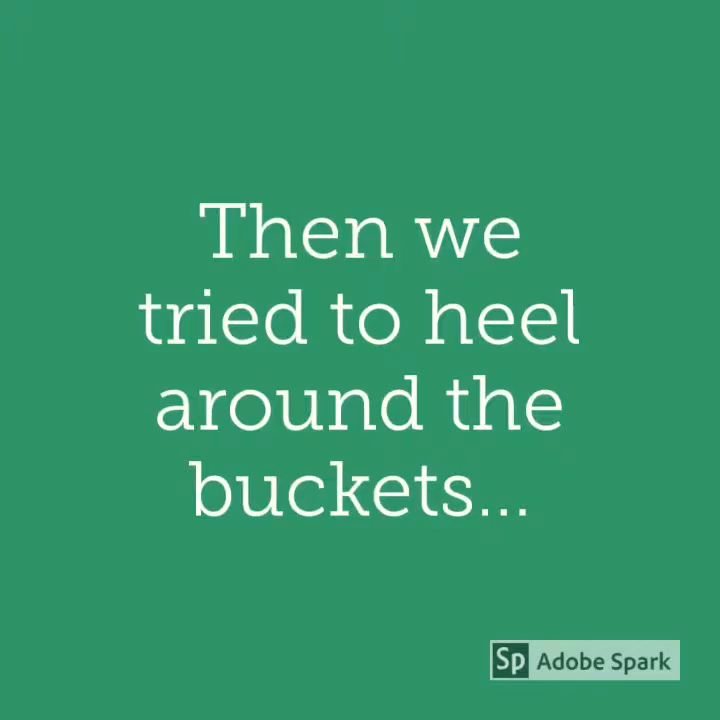 Then we
tried to heel
around the
buckets...
Sp Adobe Spark